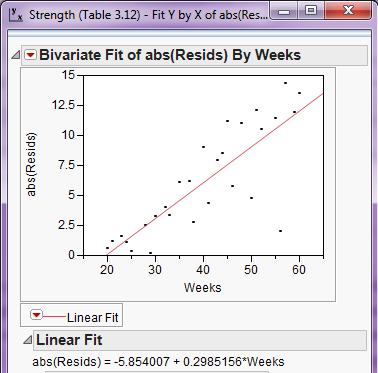 Strength (Table 3.12) - Fit Y by X of abs(Res...
Bivariate Fit of abs(Resids) By Weeks
15
12.5
10
7.5
5
2.5
0
abs(Resids)
20 30 40 50 60
Weeks
Linear Fit
Linear Fit
abs(Resids) = -5.854007 + 0.2985156*Weeks